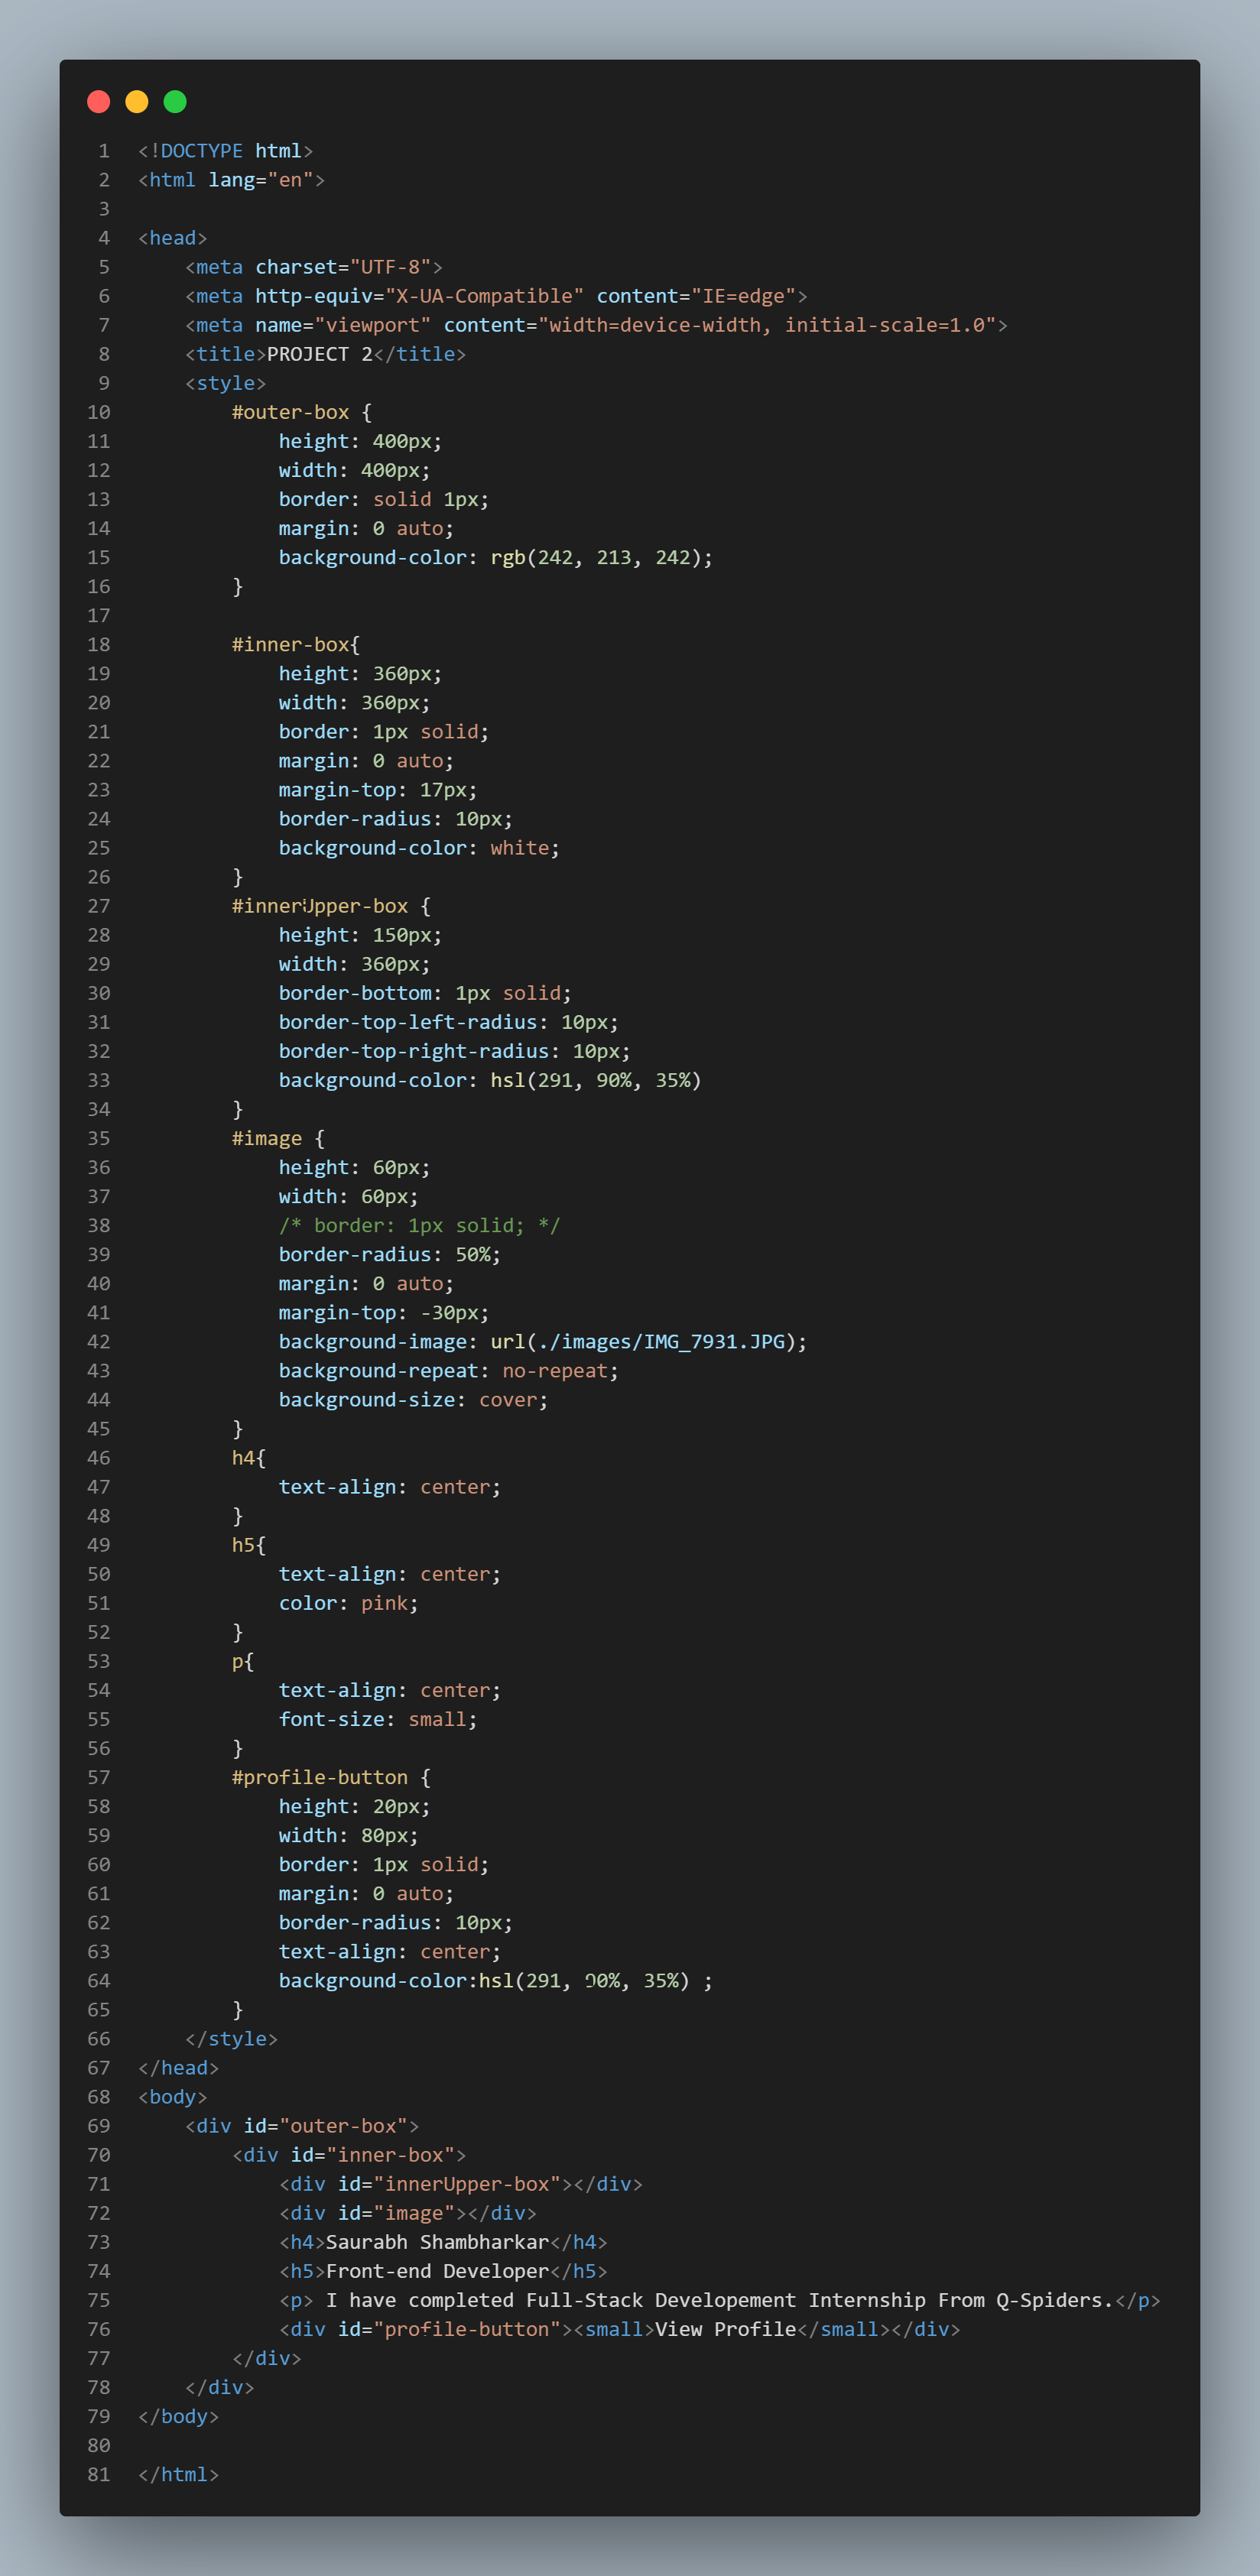 1 <!DOCTYPE html>
2 <html lang="en">
3
4 <head>
5     <meta charset="UTF-8">
6     <meta http-equiv="X-UA-Compatible" content="IE=edge">
7     <meta name="viewport" content="width=device-width, initial-scale=1.0">
8     <title>PROJECT 2</title>
9     <style>
10         #outer-box {
11             height: 400px;
12             width: 400px;
13             border: solid 1px;
14             margin: 0 auto;
15             background-color: rgb(242, 213, 242);
16         }
17
18         #inner-box{
19             height: 360px;
20             width: 360px;
21             border: 1px solid;
22             margin: 0 auto;
23             margin-top: 17px;
24             border-radius: 10px;
25             background-color: white;
26         }
27         #innerUpper-box {
28             height: 150px;
29             width: 360px;
30             border-bottom: 1px solid;
31             border-top-left-radius: 10px;
32             border-top-right-radius: 10px;
33             background-color: hsl(291, 90%, 35%)
34         }
35         #image {
36             height: 60px;
37             width: 60px;
38             /* border: 1px solid; */
39             border-radius: 50%;
40             margin: 0 auto;
41             margin-top: -30px;
42             background-image: url(./images/IMG_7931.JPG);
43             background-repeat: no-repeat;
44             background-size: cover;
45         }
46         h4{
47             text-align: center;
48         }
49         h5{
50             text-align: center;
51             color: pink;
52         }
53         p{
54             text-align: center;
55             font-size: small;
56         }
57         #profile-button {
58             height: 20px;
59             width: 80px;
60             border: 1px solid;
61             margin: 0 auto;
62             border-radius: 10px;
63             text-align: center;
64             background-color:hsl(291, 90%, 35%) ;
65         }
66     </style>
67 </head>
68 <body>
69     <div id="outer-box">
70         <div id="inner-box">
71             <div id="innerUpper-box"></div>
72             <div id="image"></div>
73             <h4>Saurabh Shambharkar</h4>
74             <h5>Front-end Developer</h5>
75             <p> I have completed Full-Stack Developement Internship From Q-Spiders.</p>
76             <div id="profile-button"><small>View Profile</small></div>
77         </div>
78     </div>
79 </body>
80
81 </html>